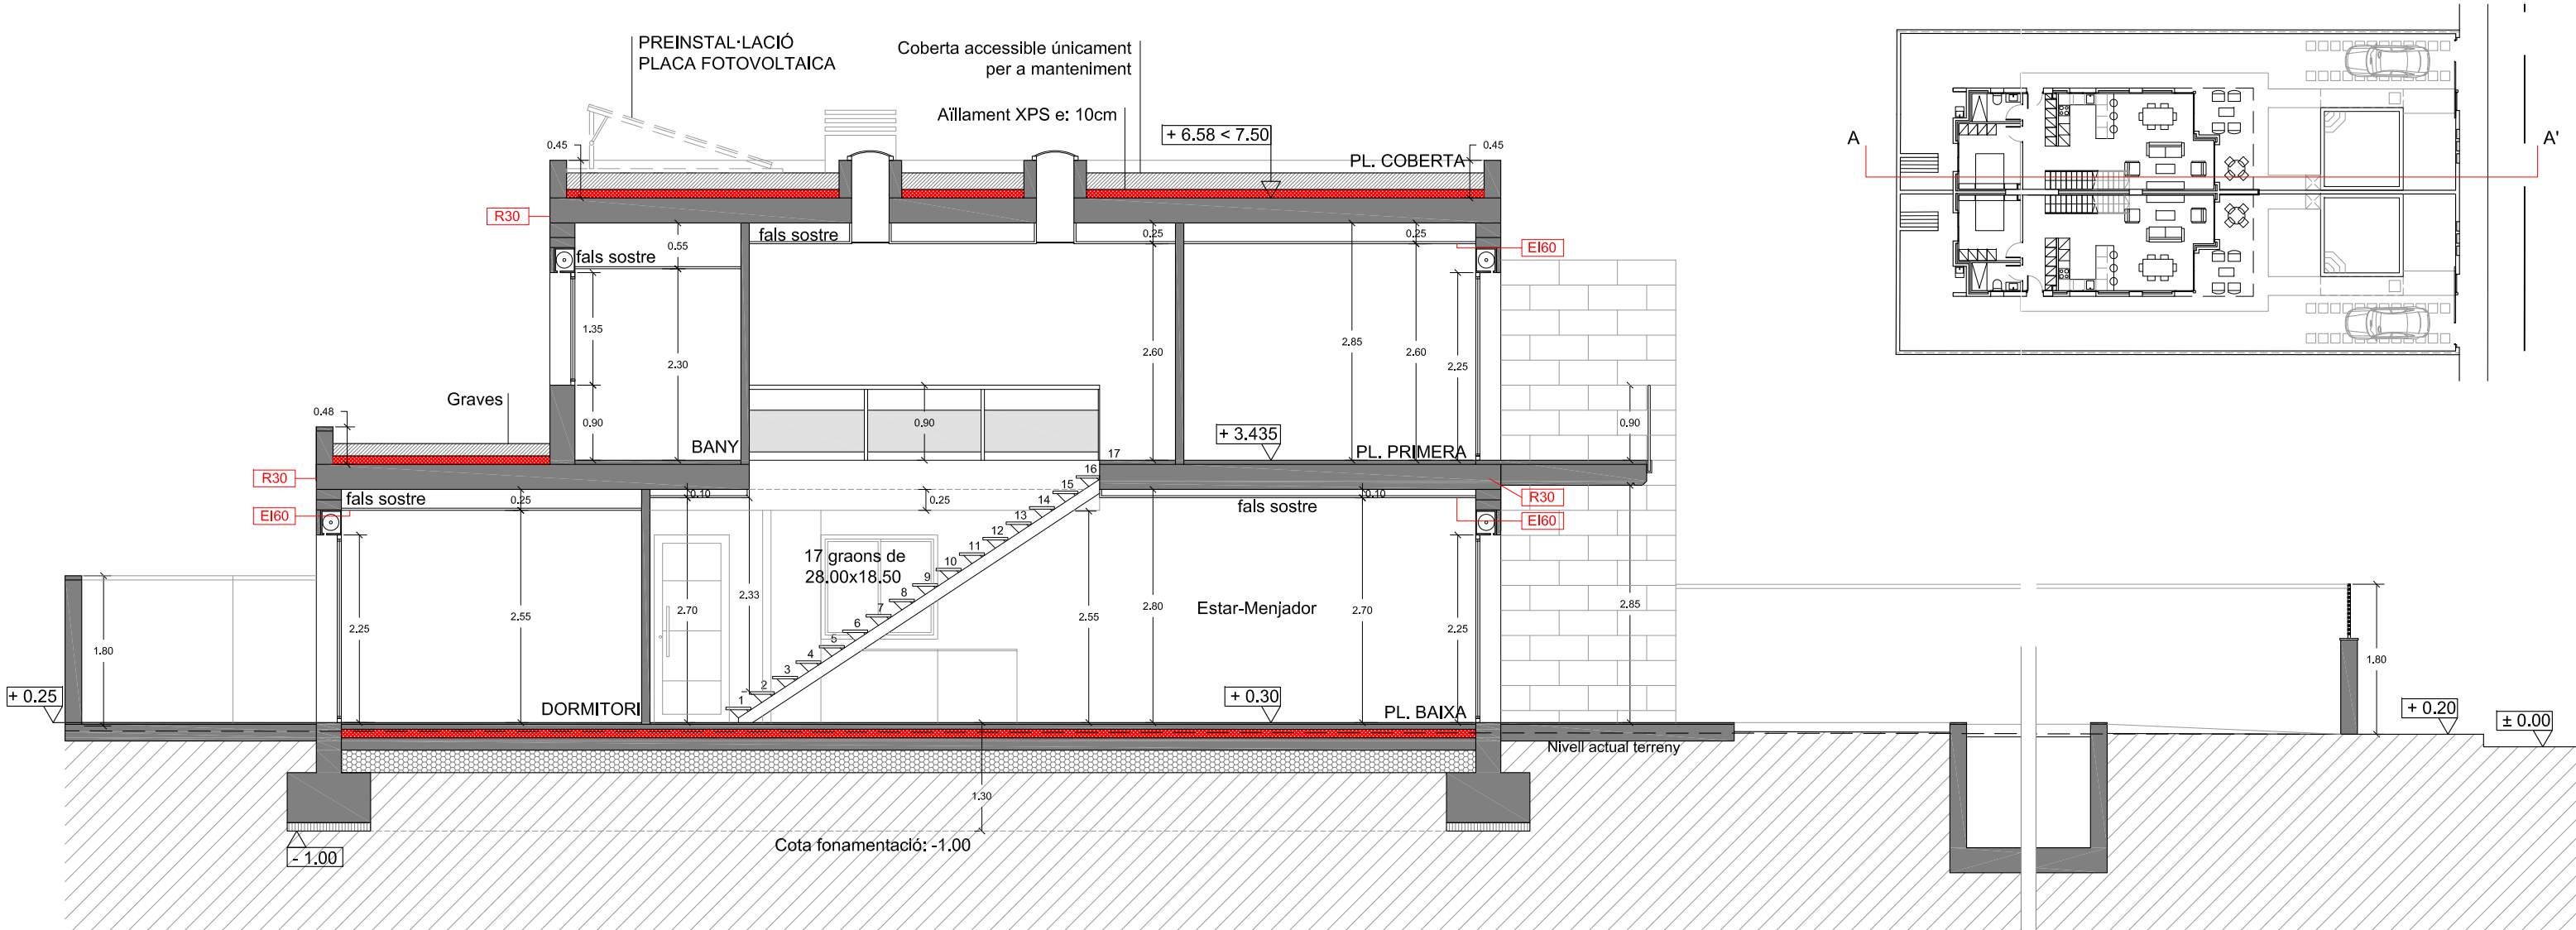 PREINSTAL·LACIÓ
PLACA FOTOVOLTAICA
Coberta accessible únicament
per a manteniment
Aïllament XPS e: 10cm
+ 6.58 < 7.50
0.45
PL. COBERTA
0.45
A
A'
R30
fals sostre
0.55
0.25
0.25
fals sostre
EI60
1.35
2.30
2.60
2.85
2.60
2.25
Graves
0.48
0.90
0.90
0.90
BANY
+ 3.435
PL. PRIMERA
17
16
R30
15
fals sostre
0.25
0.10
0.25
14
0.10
R30
EI60
13
fals sostre
EI60
12
17 graons de
28.00x18.50
11
10
9
8
7
6
5
4
3
2
1
2.25
2.55
2.70
2.33
2.55
2.80
Estar-Menjador
2.70
2.25
2.85
1.80
1.80
+ 0.25
DORMITORI
+ 0.30
PL. BAIXA
+ 0.20
± 0.00
Nivell actual terreny
1.30
Cota fonamentació: -1.00
- 1.00